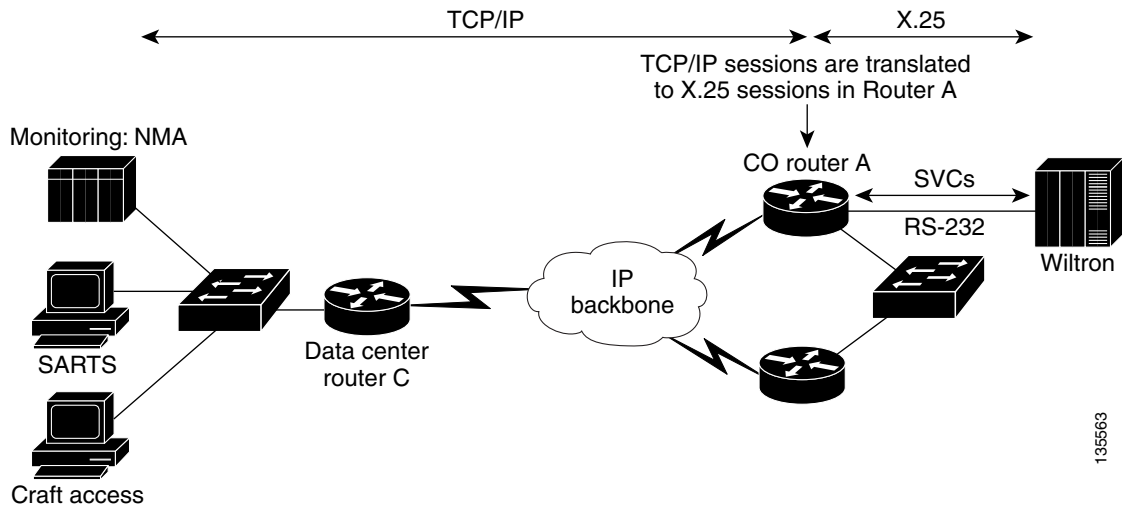 TCP/IP
X.25
TCP/IP sessions are translated
to X.25 sessions in Router A
Monitoring: NMA
CO router A
SVCs
RS-232
Wiltron
IP
backbone
SARTS
Data center
router C
Craft access
135563